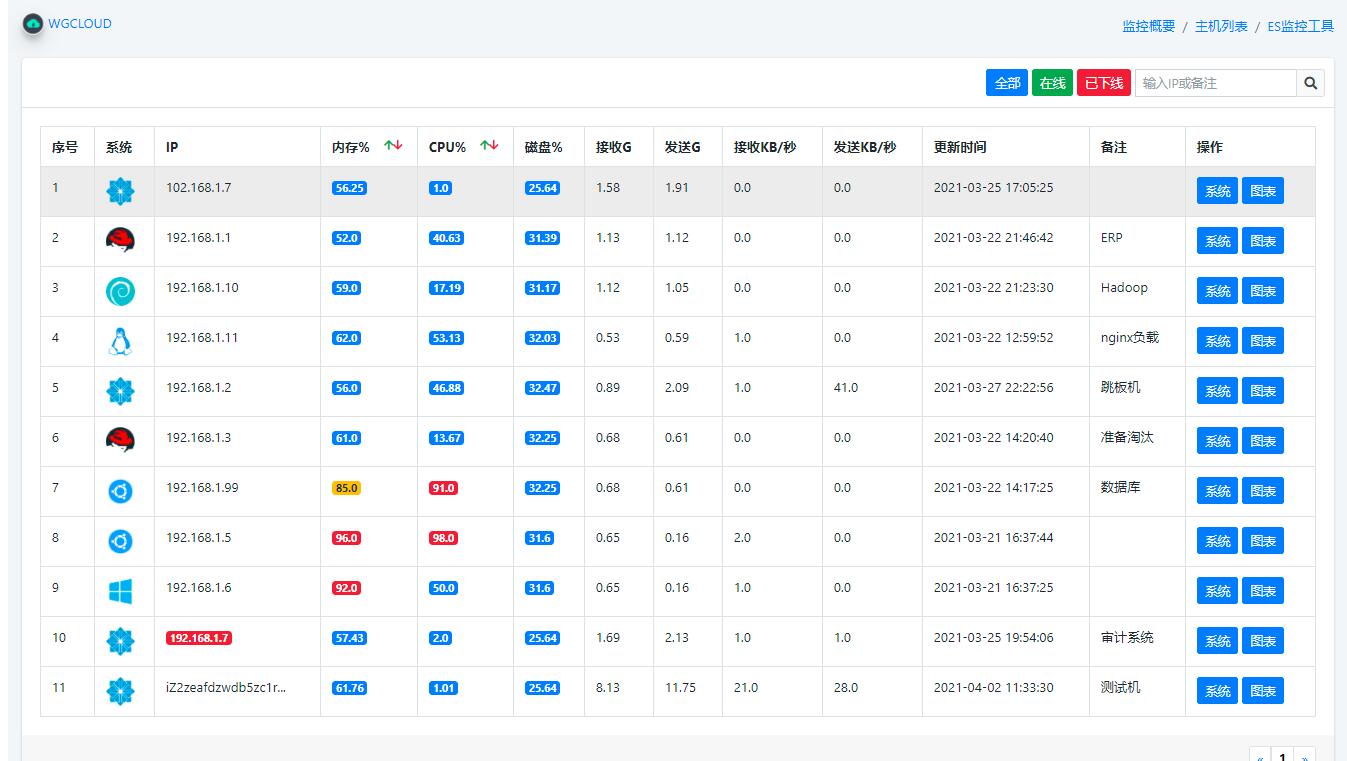 WGCLOUD
监控概要 / 主机列表 / ES监控工具
全部 在线 已下线 输入IP或备注
序号 系统 IP 内存% CPU% 磁盘% 接收G 发送G 接收KB/秒 发送KB/秒 更新时间 备注 操作
1 102.168.1.7 56.25 1.0 25.64 1.58 1.91 0.0 0.0 2021-03-25 17:05:25 系统 图表
2 192.168.1.1 52.0 40.63 31.39 1.13 1.12 0.0 0.0 2021-03-22 21:46:42 ERP 系统 图表
3 192.168.1.10 59.0 17.19 31.17 1.12 1.05 0.0 0.0 2021-03-22 21:23:30 Hadoop 系统 图表
4 192.168.1.11 62.0 53.13 32.03 0.53 0.59 1.0 0.0 2021-03-22 12:59:52 nginx负载 系统 图表
5 192.168.1.2 56.0 46.88 32.47 0.89 2.09 1.0 41.0 2021-03-27 22:22:56 跳板机 系统 图表
6 192.168.1.3 61.0 13.67 32.25 0.68 0.61 0.0 0.0 2021-03-22 14:20:40 准备淘汰 系统 图表
7 192.168.1.99 85.0 91.0 32.25 0.68 0.61 0.0 0.0 2021-03-22 14:17:25 数据库 系统 图表
8 192.168.1.5 96.0 98.0 31.6 0.65 0.16 2.0 0.0 2021-03-21 16:37:44 系统 图表
9 192.168.1.6 92.0 50.0 31.6 0.65 0.16 1.0 0.0 2021-03-21 16:37:25 系统 图表
10 192.168.1.7 57.43 2.0 25.64 1.69 2.13 1.0 1.0 2021-03-25 19:54:06 审计系统 系统 图表
11 iZ2zeafdzwdb5zc1r... 61.76 1.01 25.64 8.13 11.75 21.0 28.0 2021-04-02 11:33:30 测试机 系统 图表
« 1 »